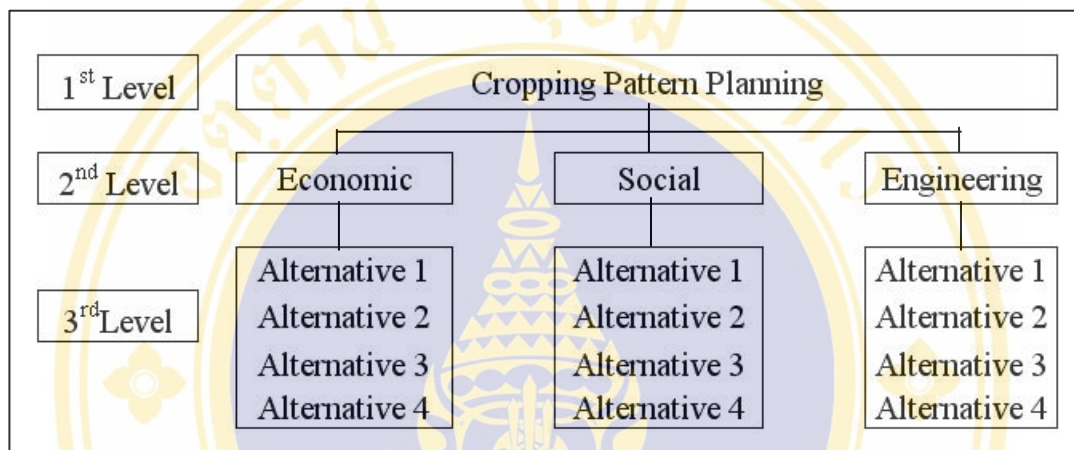 1st Level
Cropping Pattern Planning
2nd Level
Economic
Social
Engineering
3rdLevel
Alternative 1
Alternative 2
Alternative 3
Alternative 4
Alternative 1
Alternative 2
Alternative 3
Alternative 4
Alternative 1
Alternative 2
Alternative 3
Alternative 4